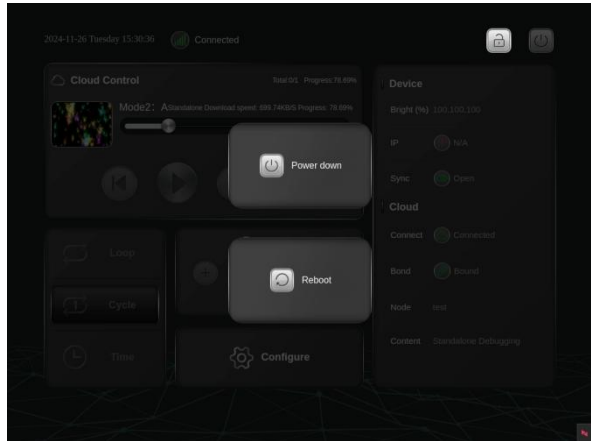 2024-11-26 Tuesday 15:30:36 Connected
Cloud Control Total:0/1 Progress:78.69%
Mode2: A Standalone Download speed: 699.74KB/S Progress: 78.69%
Power down
Reboot
Loop
Cycle
Time
Configure
Device
Bright (%) 100,100,100
IP N/A
Sync Open
Cloud
Connect Connected
Bond Bound
Node test
Content Standalone Debugging